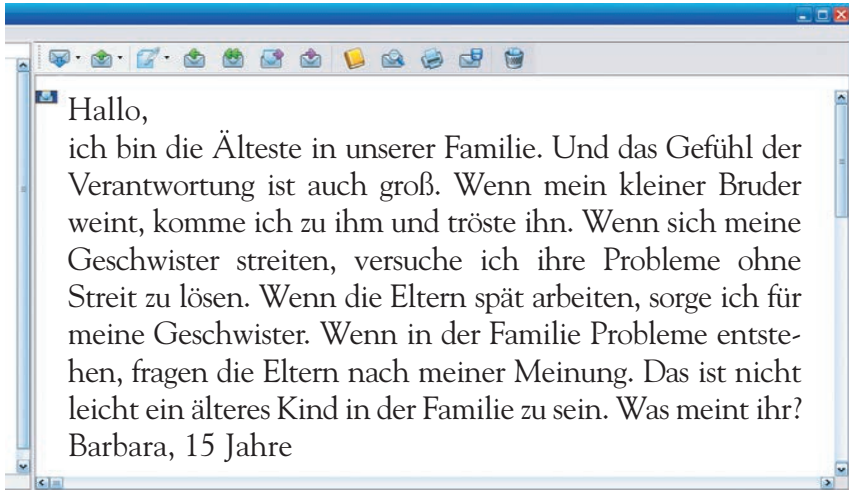 Hallo,
ich bin die Älteste in unserer Familie. Und das Gefühl der
Verantwortung ist auch groß. Wenn mein kleiner Bruder
weint, komme ich zu ihm und tröste ihn. Wenn sich meine
Geschwister streiten, versuche ich ihre Probleme ohne
Streit zu lösen. Wenn die Eltern spät arbeiten, sorge ich für
meine Geschwister. Wenn in der Familie Probleme entste-
hen, fragen die Eltern nach meiner Meinung. Das ist nicht
leicht ein älteres Kind in der Familie zu sein. Was meint ihr?
Barbara, 15 Jahre